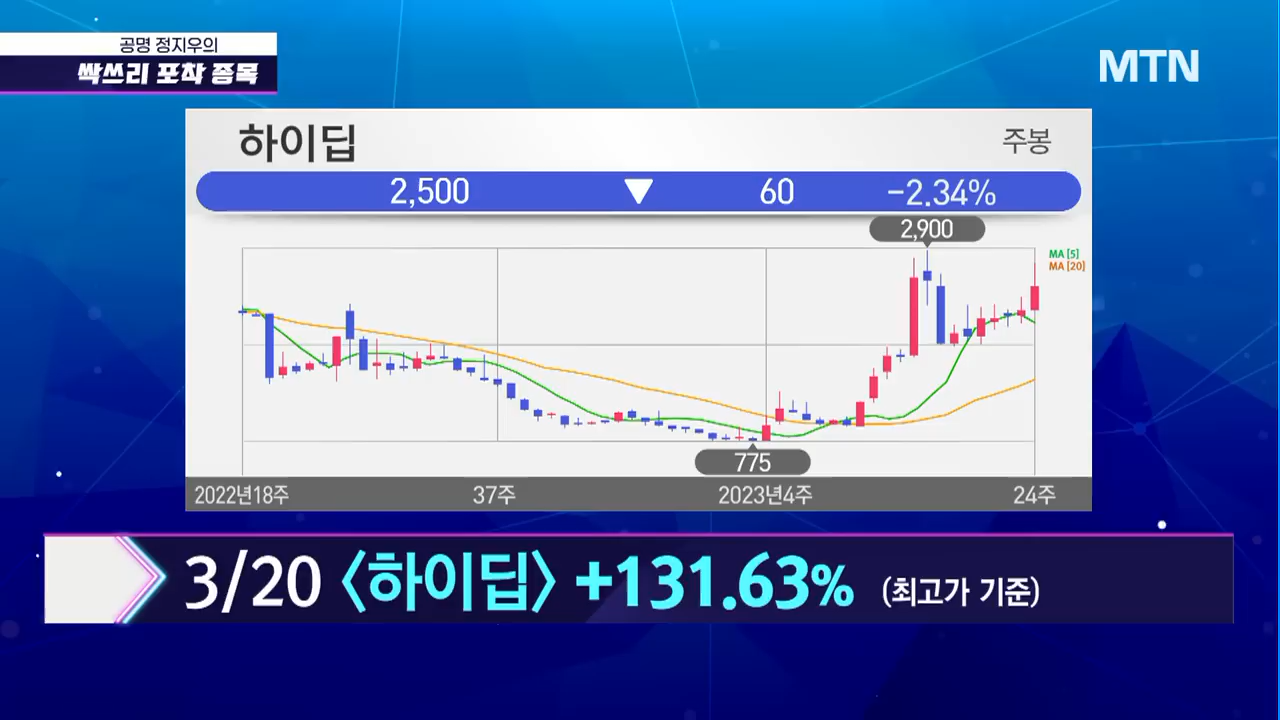 공명 정지우의
싹쓰리 포착 종목
MTN
하이딥
주봉
2,500 ▼ 60 -2.34%
2,900
MA [5]
MA [20]
775
2022년18주 37주 2023년4주 24주
3/20 〈하이딥〉 +131.63% (최고가 기준)